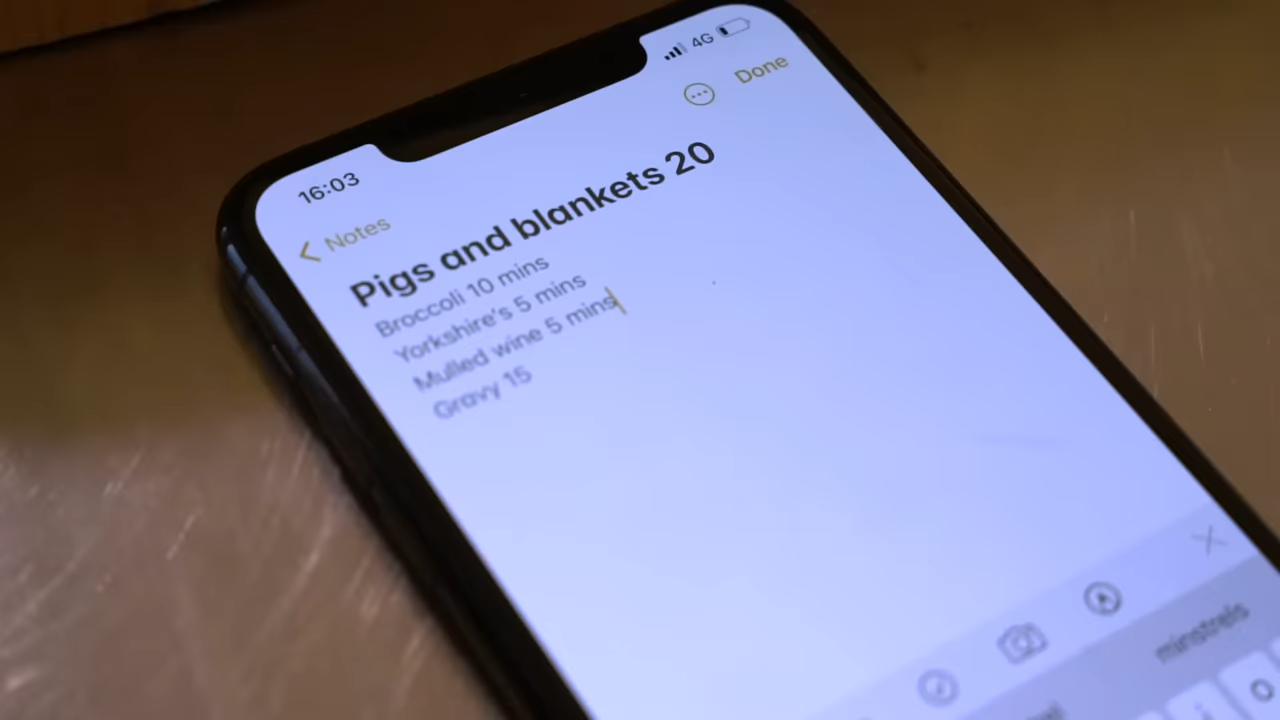 16:03
4G
Notes
Done
Pigs and blankets 20
Broccoli 10 mins
Yorkshire's 5 mins
Mulled wine 5 mins
Gravy 15
minstrels
i
o